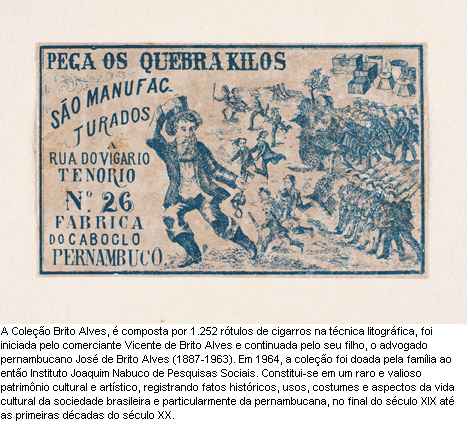 PEGA OS QUEBRAKILOS
SÃO MANUFAC-
TURADOS
A
RUA DO VIGARIO
TENORIO
Nº. 26
FABRICA
DO CABOCLO
PERNAMBUCO
A Coleção Brito Alves, é composta por 1.252 rótulos de cigarros na técnica litográfica, foi
iniciada pelo comerciante Vicente de Brito Alves e continuada pelo seu filho, o advogado
pernambucano José de Brito Alves (1887-1963). Em 1964, a coleção foi doada pela família ao
então Instituto Joaquim Nabuco de Pesquisas Sociais. Constitui-se em um raro e valioso
patrimônio cultural e artístico, registrando fatos históricos, usos, costumes e aspectos da vida
cultural da sociedade brasileira e particularmente da pernambucana, no final do século XIX até
as primeiras décadas do século XX.